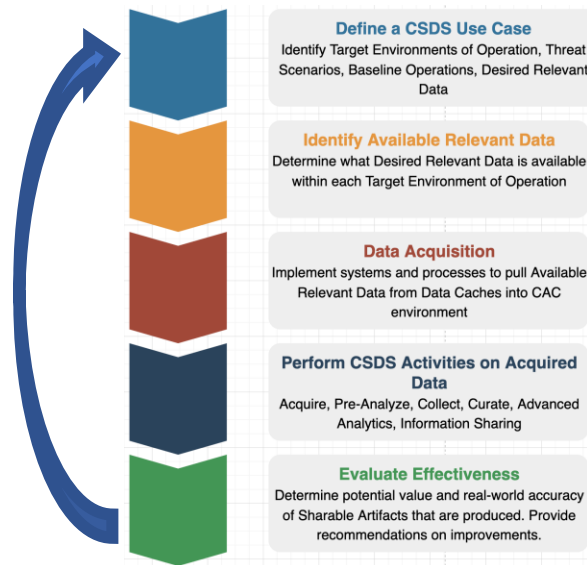 Define a CSDS Use Case
Identify Target Environments of Operation, Threat
Scenarios, Baseline Operations, Desired Relevant
Data
Identify Available Relevant Data
Determine what Desired Relevant Data is available
within each Target Environment of Operation
Data Acquisition
Implement systems and processes to pull Available
Relevant Data from Data Caches into CAC
environment
Perform CSDS Activities on Acquired
Data
Acquire, Pre-Analyze, Collect, Curate, Advanced
Analytics, Information Sharing
Evaluate Effectiveness
Determine potential value and real-world accuracy
of Sharable Artifacts that are produced. Provide
recommendations on improvements.